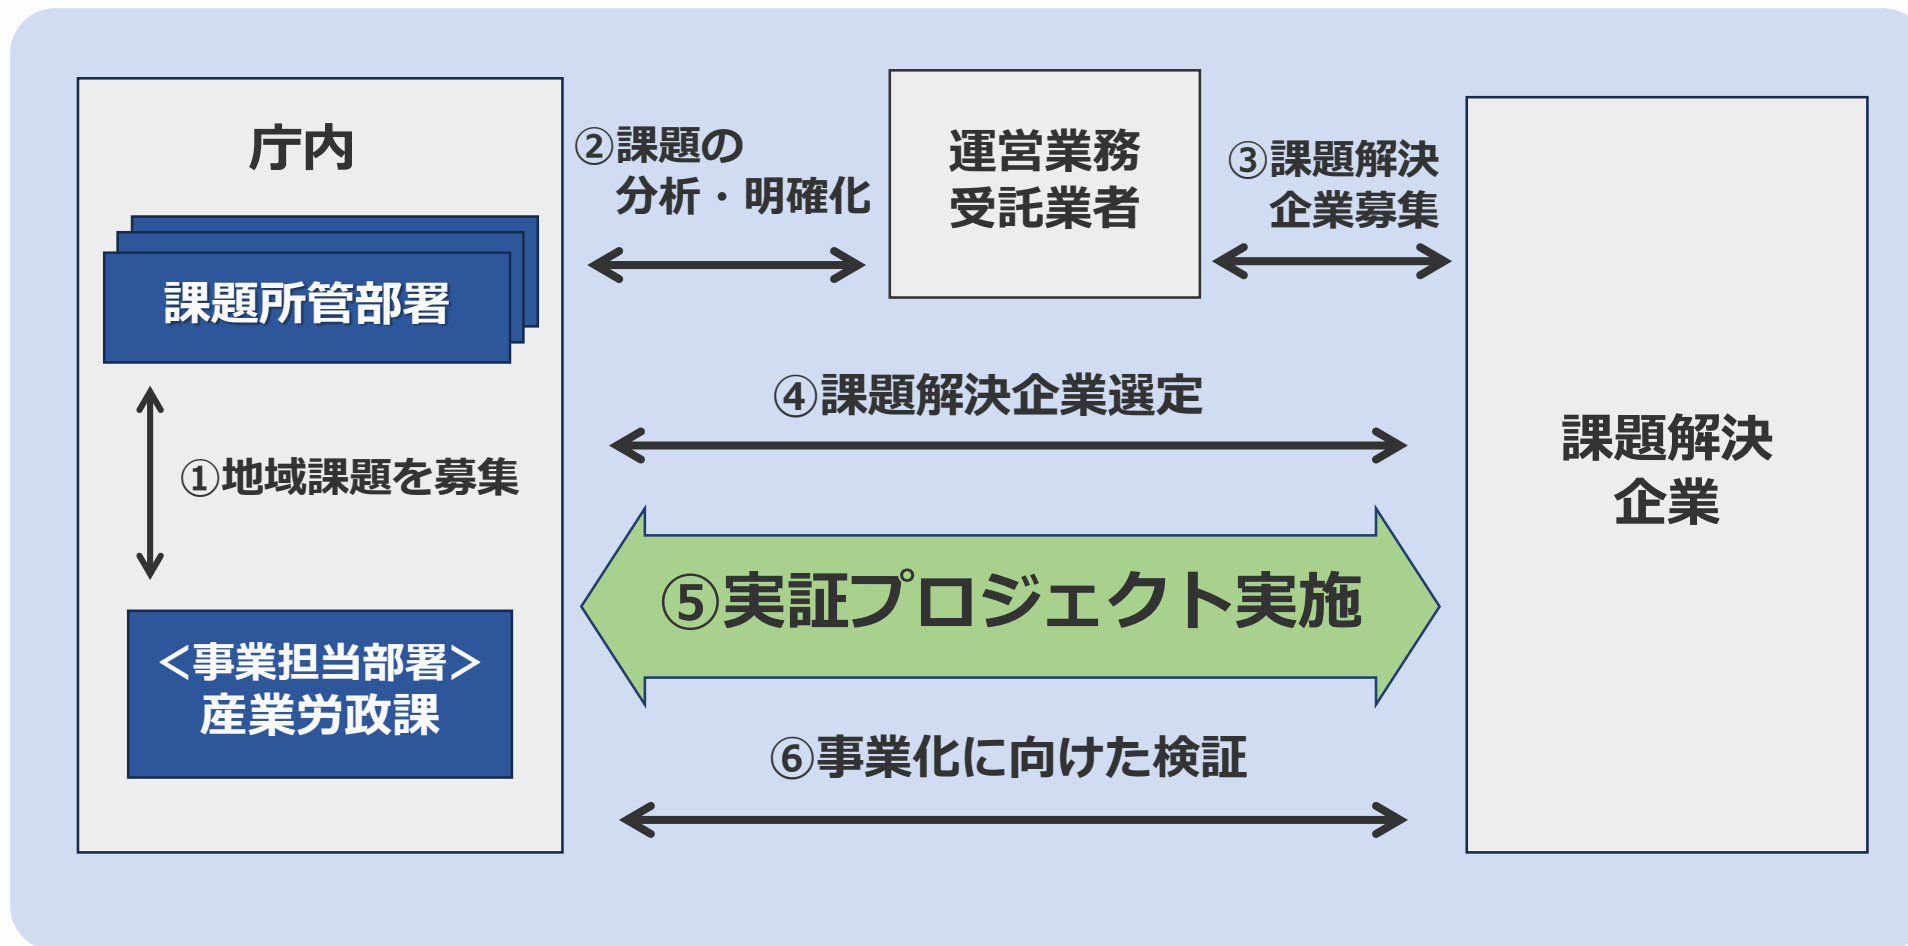 庁内
課題所管部署
①地域課題を募集
<事業担当部署>
産業労政課
②課題の
分析・明確化
運営業務
受託業者
③課題解決
企業募集
④課題解決企業選定
⑤実証プロジェクト実施
⑥事業化に向けた検証
課題解決
企業